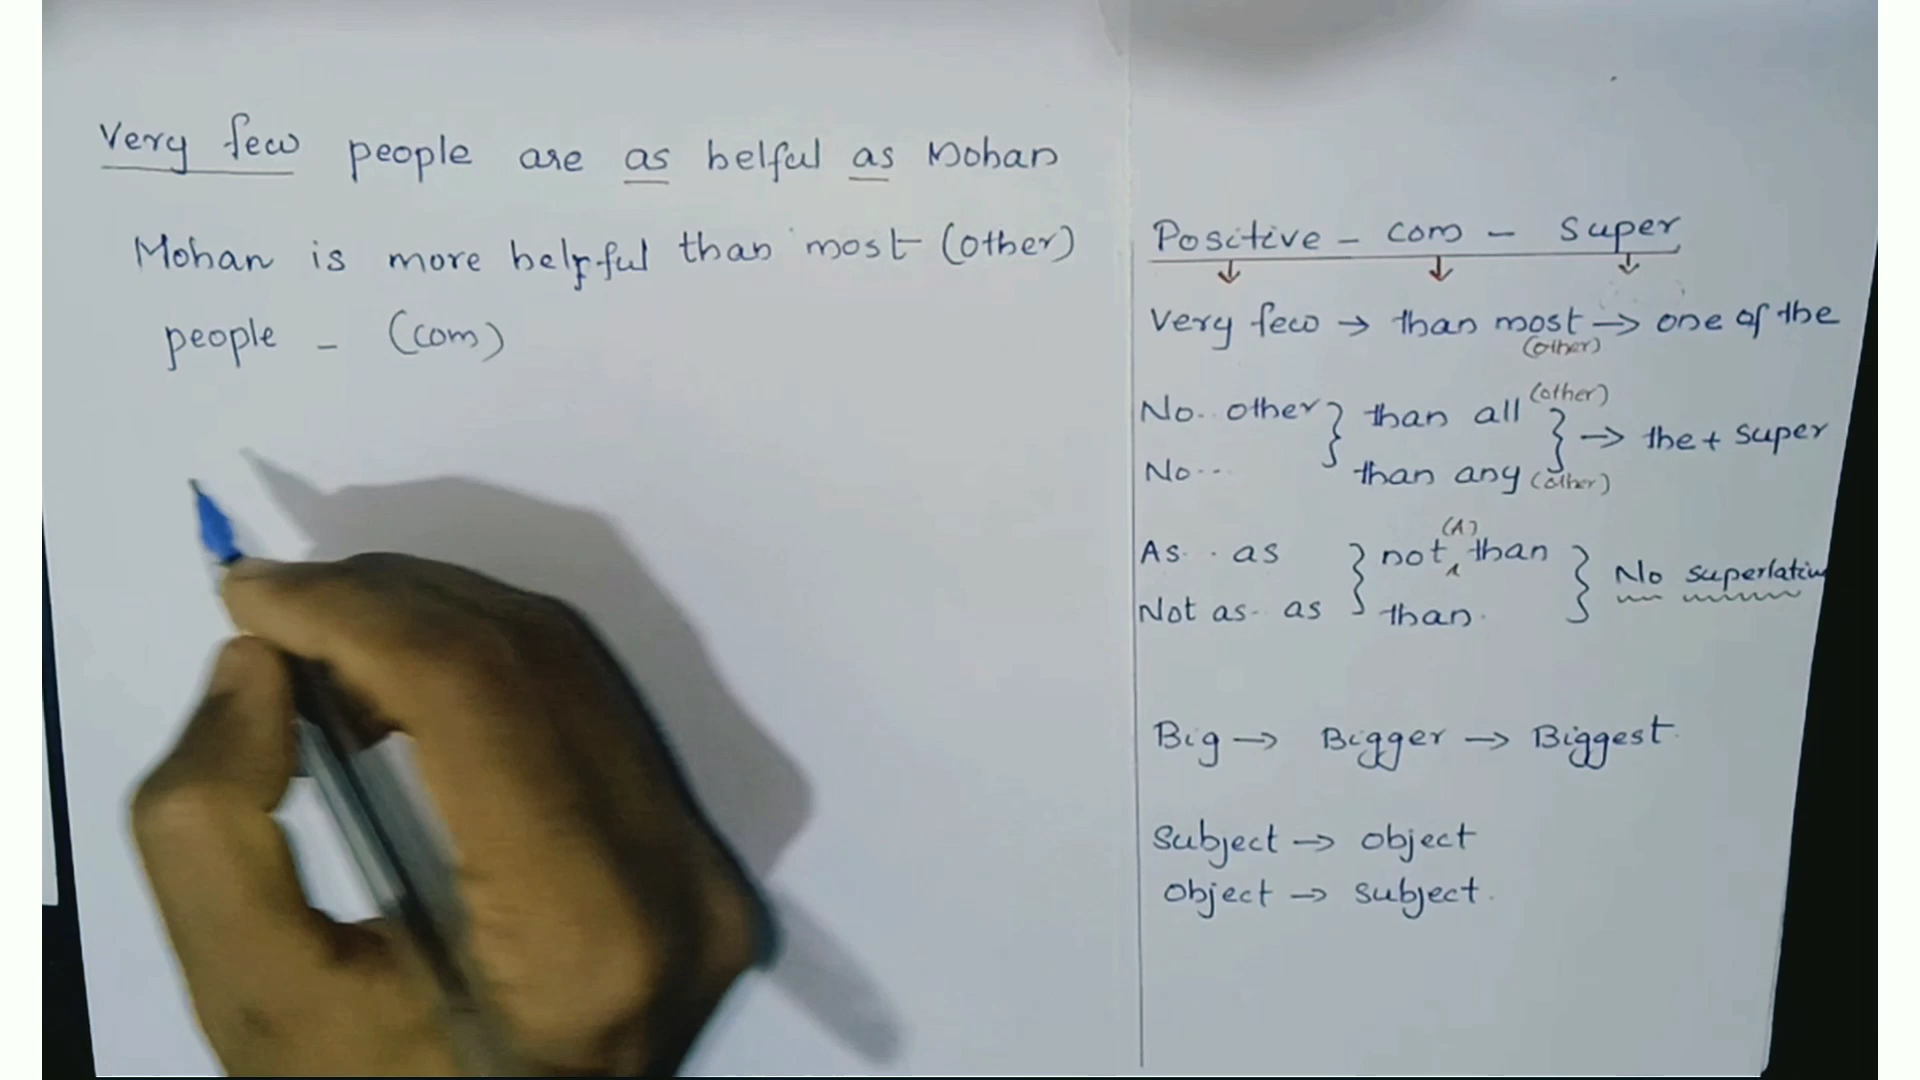 Very few people are as belful as Mohan
Mohan is more helpful than most (other)
people - (com)
Positive - com - Super
Very few → than most → one of the
(other)
No.. other } than all (other) } → the + super
No... than any (other)
As.. as } not (A) than } No superlative
Not as.. as than.
Big → Bigger → Biggest.
Subject → object
object → subject.